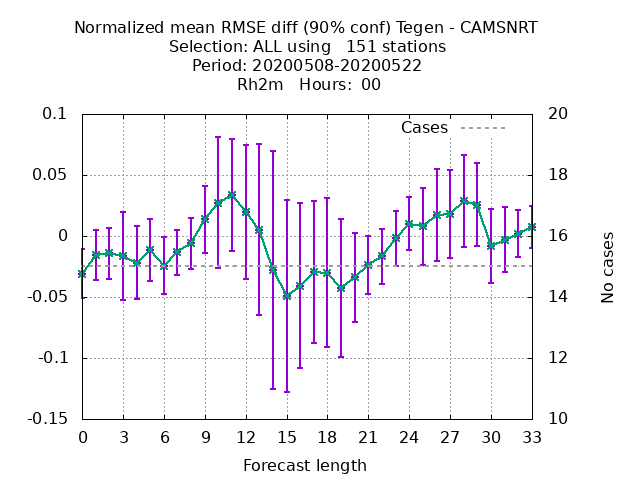 Normalized mean RMSE diff (90% conf) Tegen - CAMSNRT
Selection: ALL using   151 stations
Period: 20200508-20200522
Rh2m   Hours:  00
Cases
0.1
0.05
0
-0.05
-0.1
-0.15
20
18
16
14
12
10
No cases
0 3 6 9 12 15 18 21 24 27 30 33
Forecast length